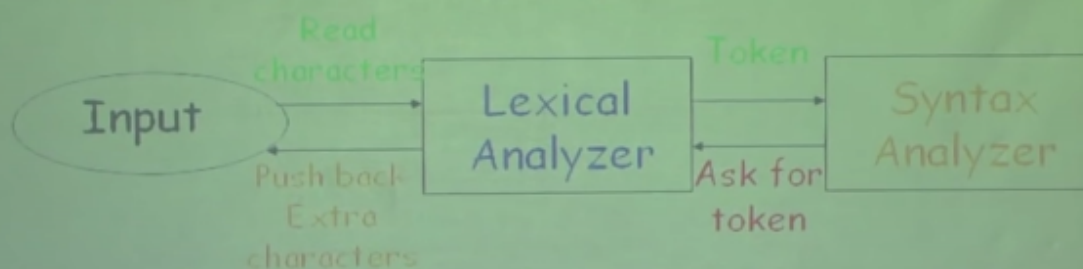 Read
characters
Input
Push back
Extra
characters
Lexical
Analyzer
Token
Ask for
token
Syntax
Analyzer